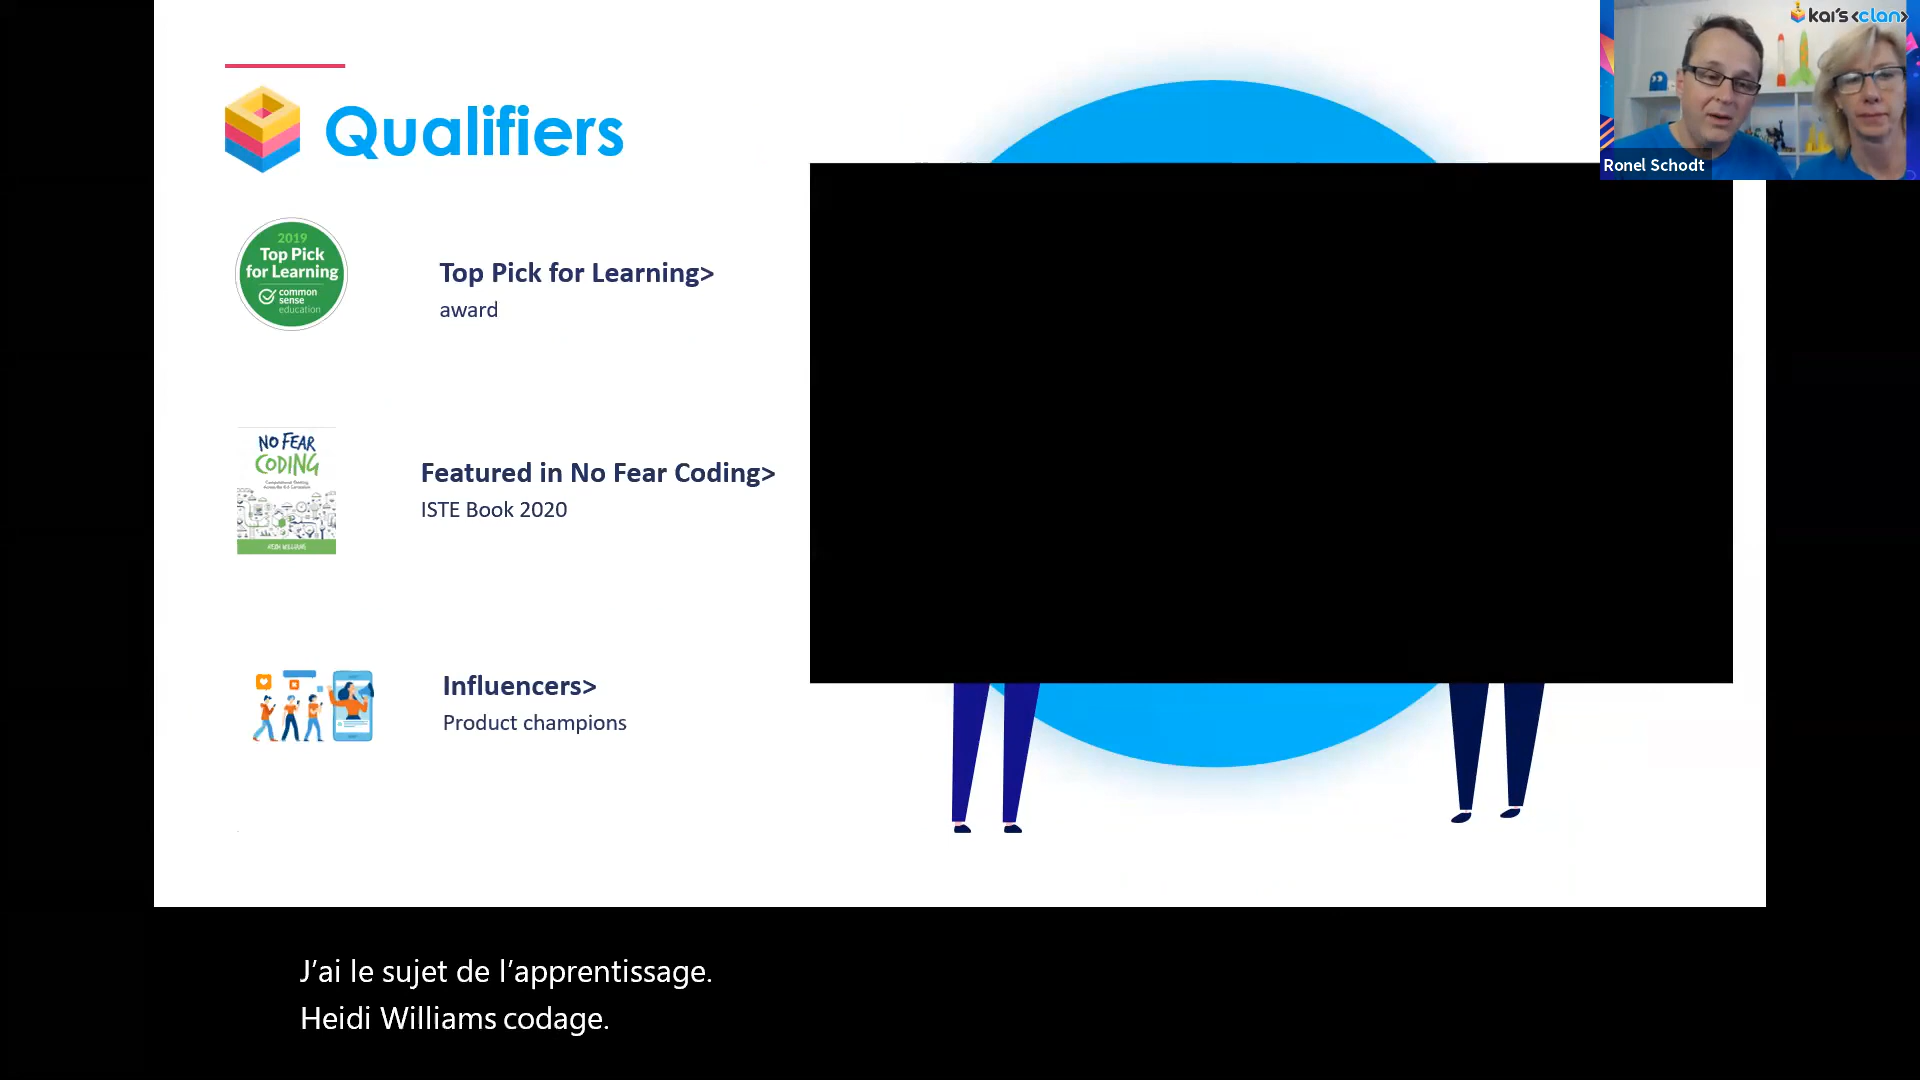 Qualifiers
2019
Top Pick
for Learning
common
sense
education
Top Pick for Learning>
award
NO FEAR
CODING
HEIDI WILLIAMS
Featured in No Fear Coding>
ISTE Book 2020
Influencers>
Product champions
kai's <clan>
Ronel Schodt
J’ai le sujet de l’apprentissage.
Heidi Williams codage.